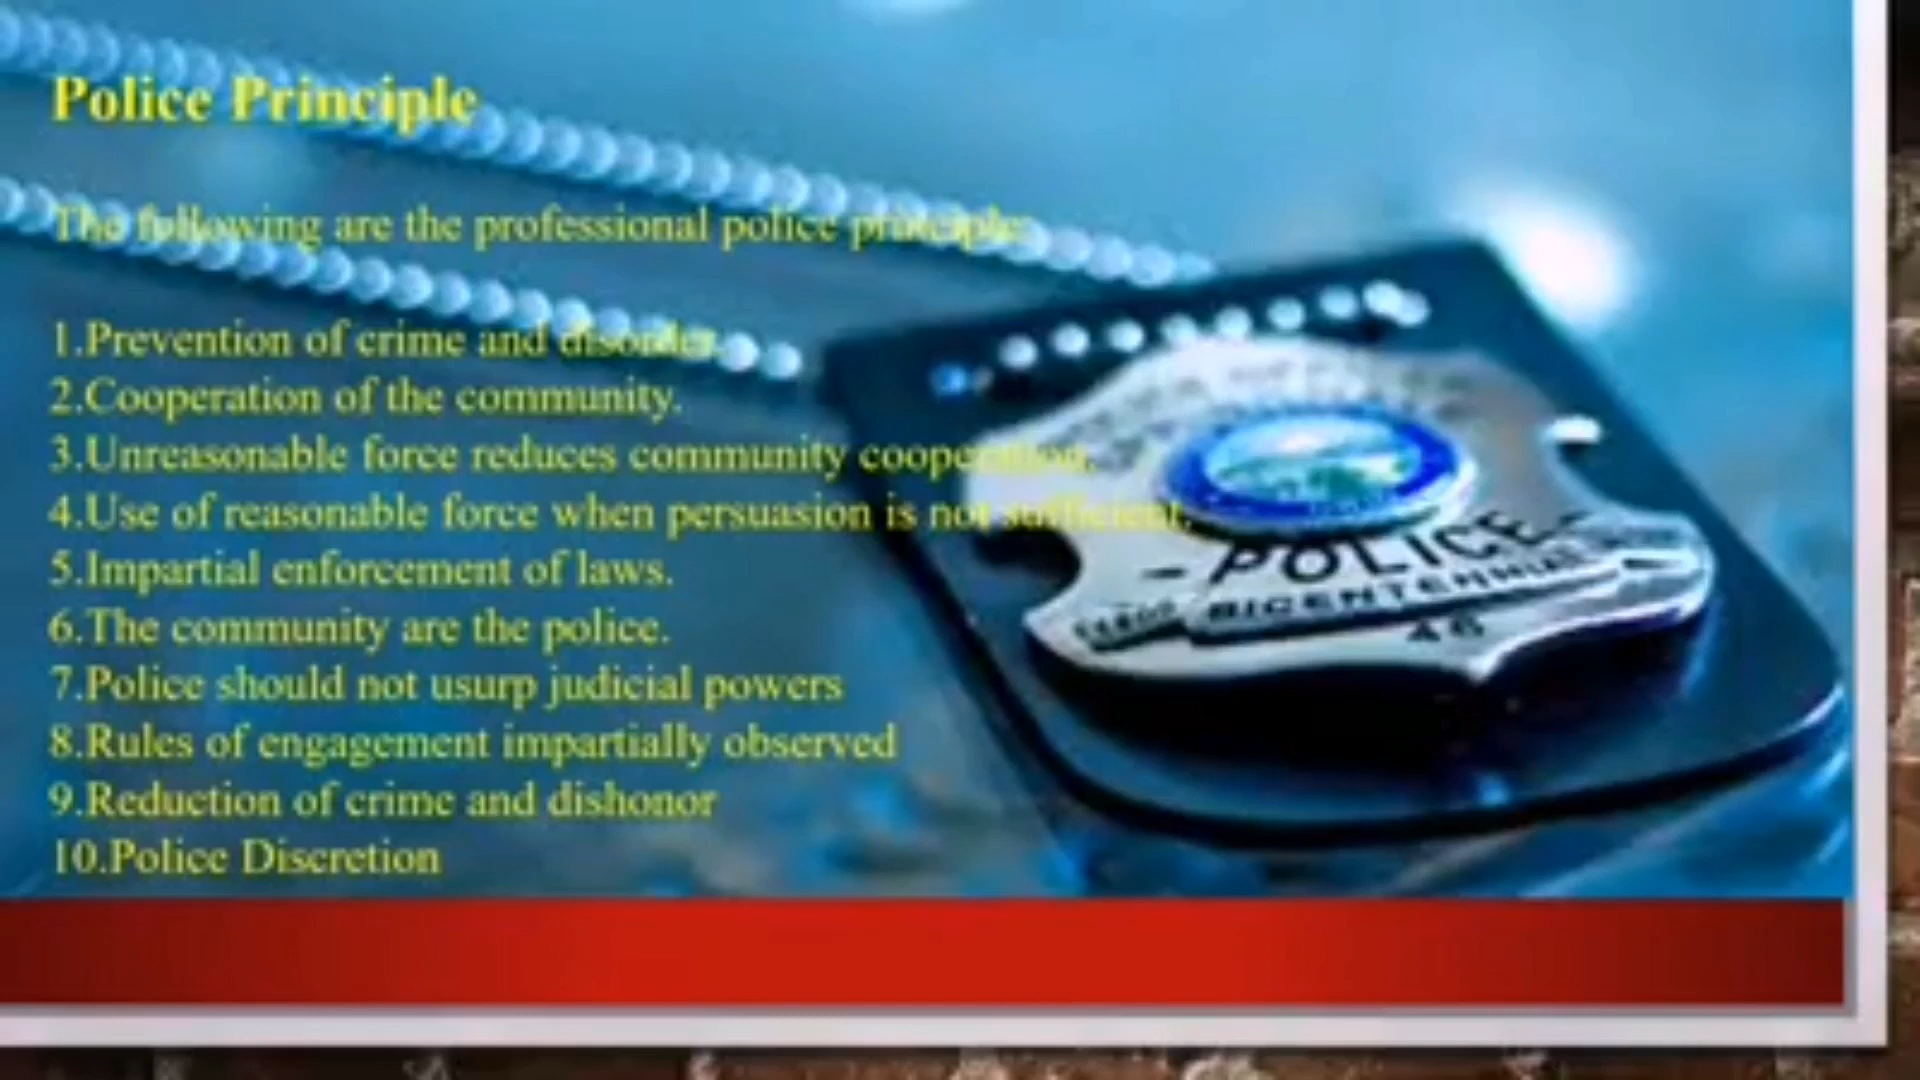 Police Principle
The following are the professional police principle:
1.Prevention of crime and disorder.
2.Cooperation of the community.
3.Unreasonable force reduces community cooperation.
4.Use of reasonable force when persuasion is not sufficient.
5.Impartial enforcement of laws.
6.The community are the police.
7.Police should not usurp judicial powers
8.Rules of engagement impartially observed
9.Reduction of crime and dishonor
10.Police Discretion
POLICE
BICENTENNIAL
46